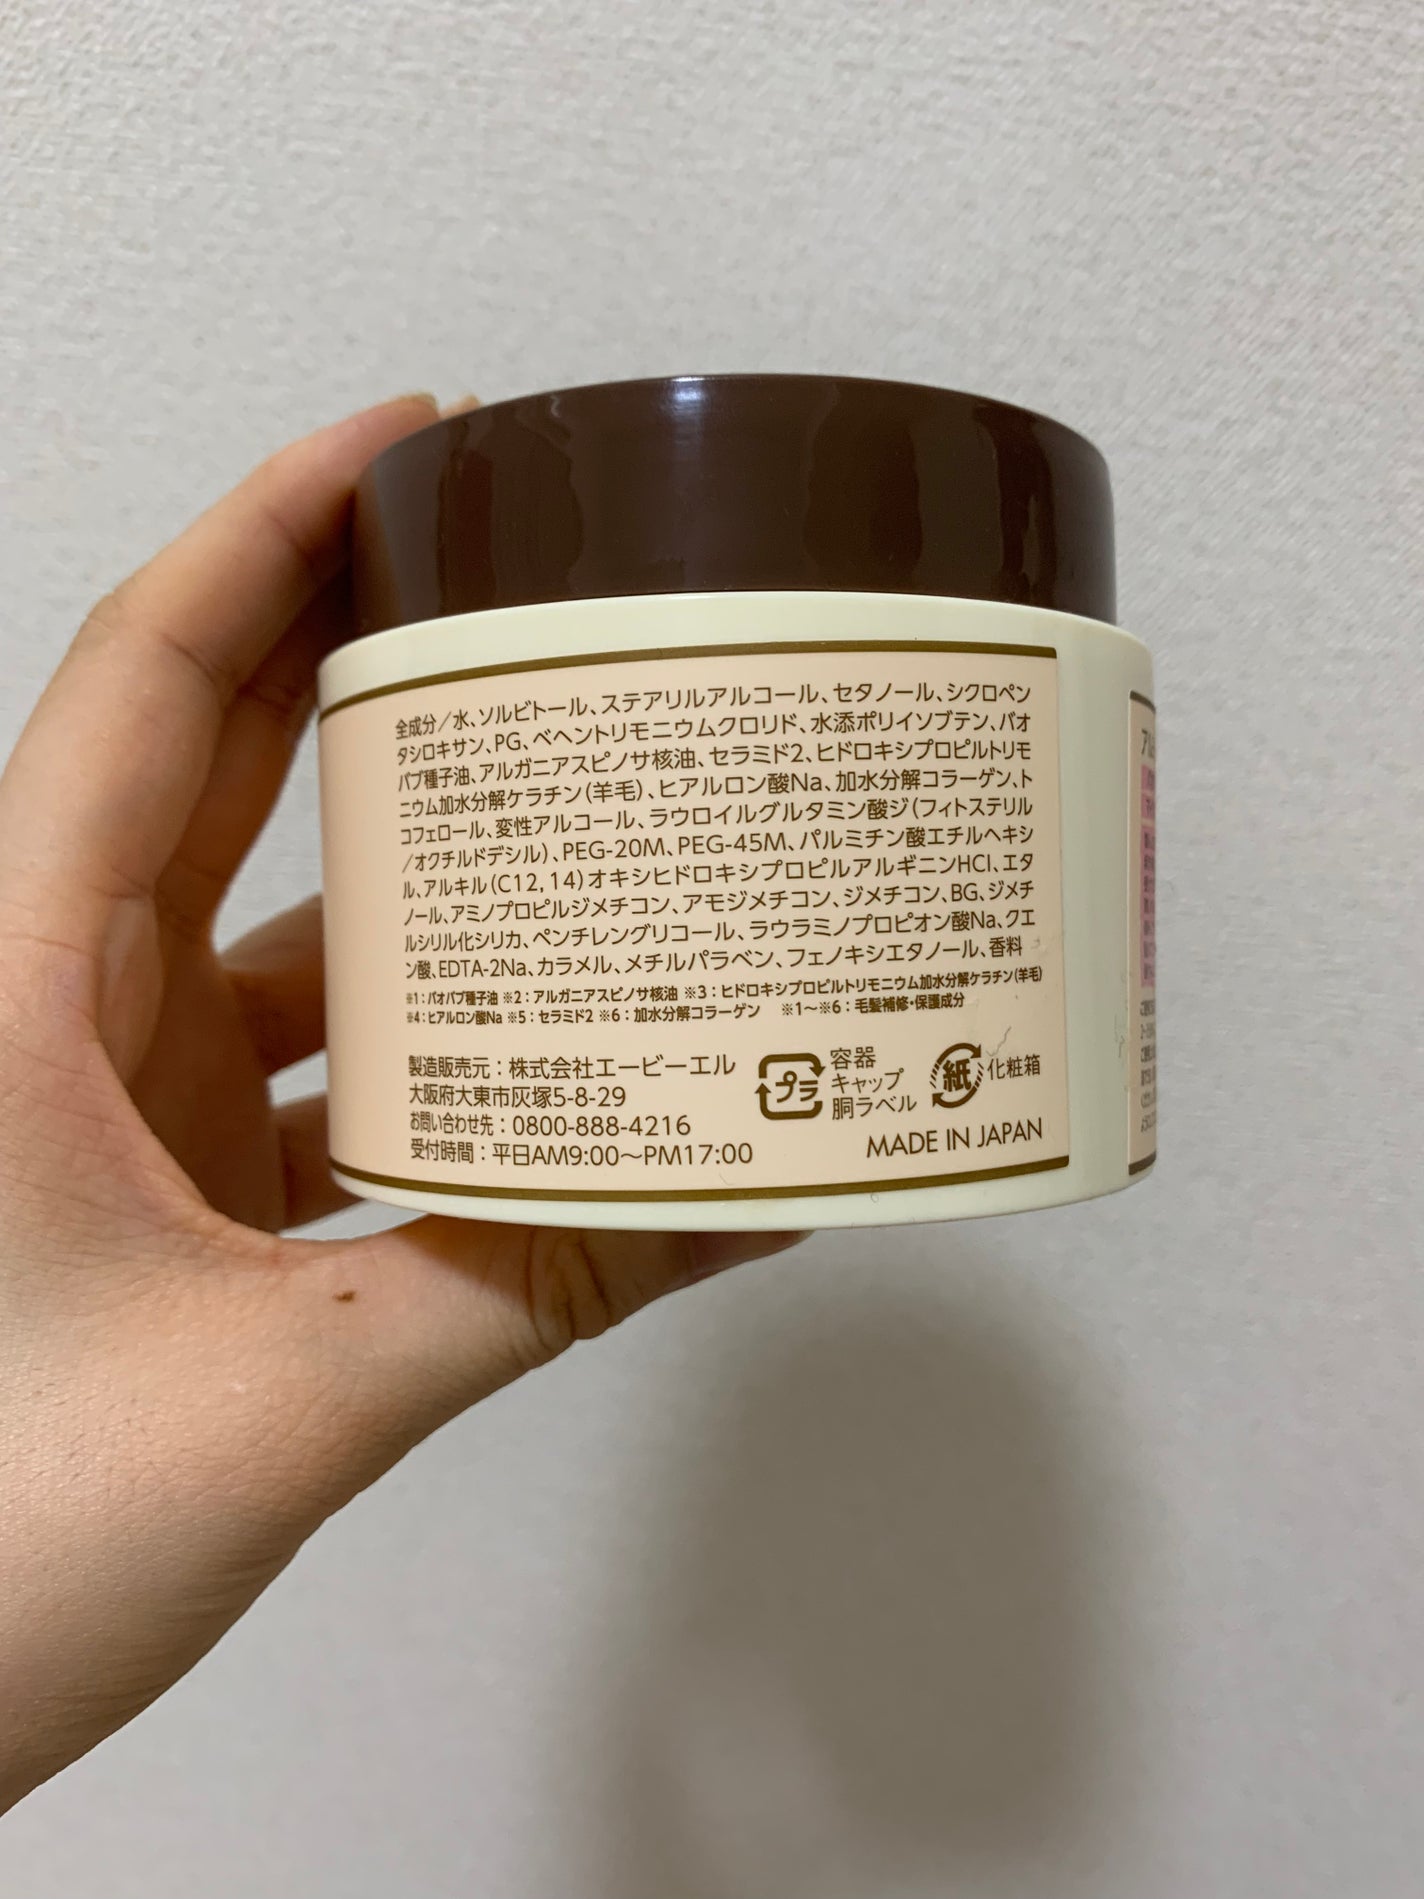 全成分／水、ソルビトール、ステアリルアルコール、セタノール、シクロペン
タシロキサン、PG、ベヘントリモニウムクロリド、水添ポリイソブテン、バオ
バブ種子油、アルガニアスピノサ核油、セラミド2、ヒドロキシプロピルトリモ
ニウム加水分解ケラチン（羊毛）、ヒアルロン酸Na、加水分解コラーゲン、ト
コフェロール、変性アルコール、ラウロイルグルタミン酸ジ（フィトステリル
／オクチルドデシル）、PEG-20M、PEG-45M、パルミチン酸エチルヘキシ
ル、アルキル（C12,14）オキシヒドロキシプロピルアルギニンHCl、エタ
ノール、アミノプロピルジメチコン、アモジメチコン、ジメチコン、BG、ジメチ
ルシリル化シリカ、ペンチレングリコール、ラウラミノプロピオン酸Na、クエ
ン酸、EDTA-2Na、カラメル、メチルパラベン、フェノキシエタノール、香料
※1：バオバブ種子油 ※2：アルガニアスピノサ核油 ※3：ヒドロキシプロピルトリモニウム加水分解ケラチン（羊毛）
※4：ヒアルロン酸Na ※5：セラミド2 ※6：加水分解コラーゲン ※1～※6：毛髪補修・保護成分
製造販売元：株式会社エービーエル
大阪府大東市灰塚5-8-29
お問い合わせ先：0800-888-4216
受付時間：平日AM9:00～PM17:00
プラ
容器
キャップ
胴ラベル
紙
化粧箱
MADE IN JAPAN